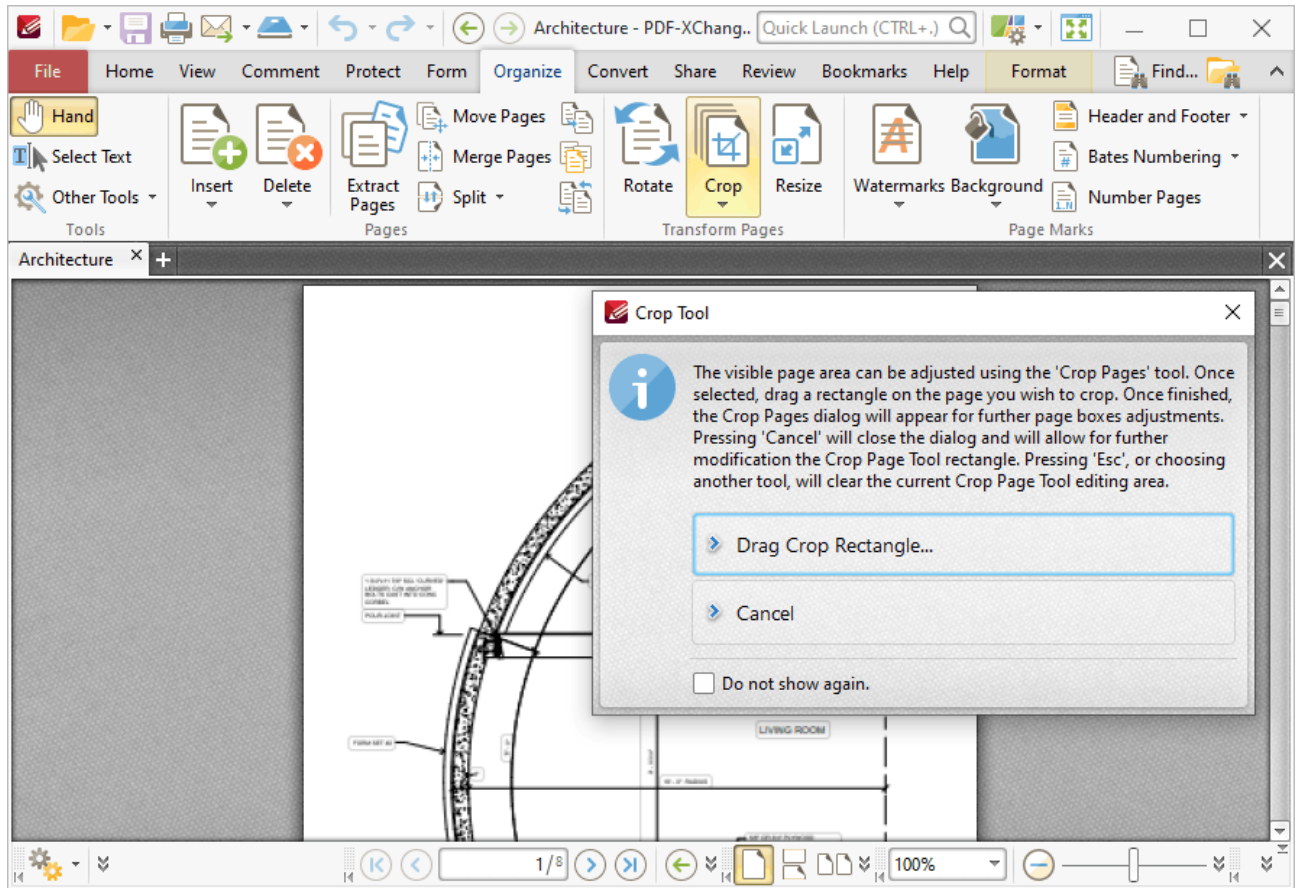 Architecture - PDF-XChang..
Quick Launch (CTRL+.)
File Home View Comment Protect Form Organize Convert Share Review Bookmarks Help Format Find...
Hand
Select Text
Other Tools
Tools
Insert
Delete
Extract
Pages
Move Pages
Merge Pages
Split
Pages
Rotate
Crop
Resize
Transform Pages
Watermarks
Background
Header and Footer
Bates Numbering
Number Pages
Page Marks
Architecture
Crop Tool
The visible page area can be adjusted using the 'Crop Pages' tool. Once
selected, drag a rectangle on the page you wish to crop. Once finished,
the Crop Pages dialog will appear for further page boxes adjustments.
Pressing 'Cancel' will close the dialog and will allow for further
modification the Crop Page Tool rectangle. Pressing 'Esc', or choosing
another tool, will clear the current Crop Page Tool editing area.
Drag Crop Rectangle...
Cancel
Do not show again.
POUR JOINT
LIVING ROOM
1/8
100%